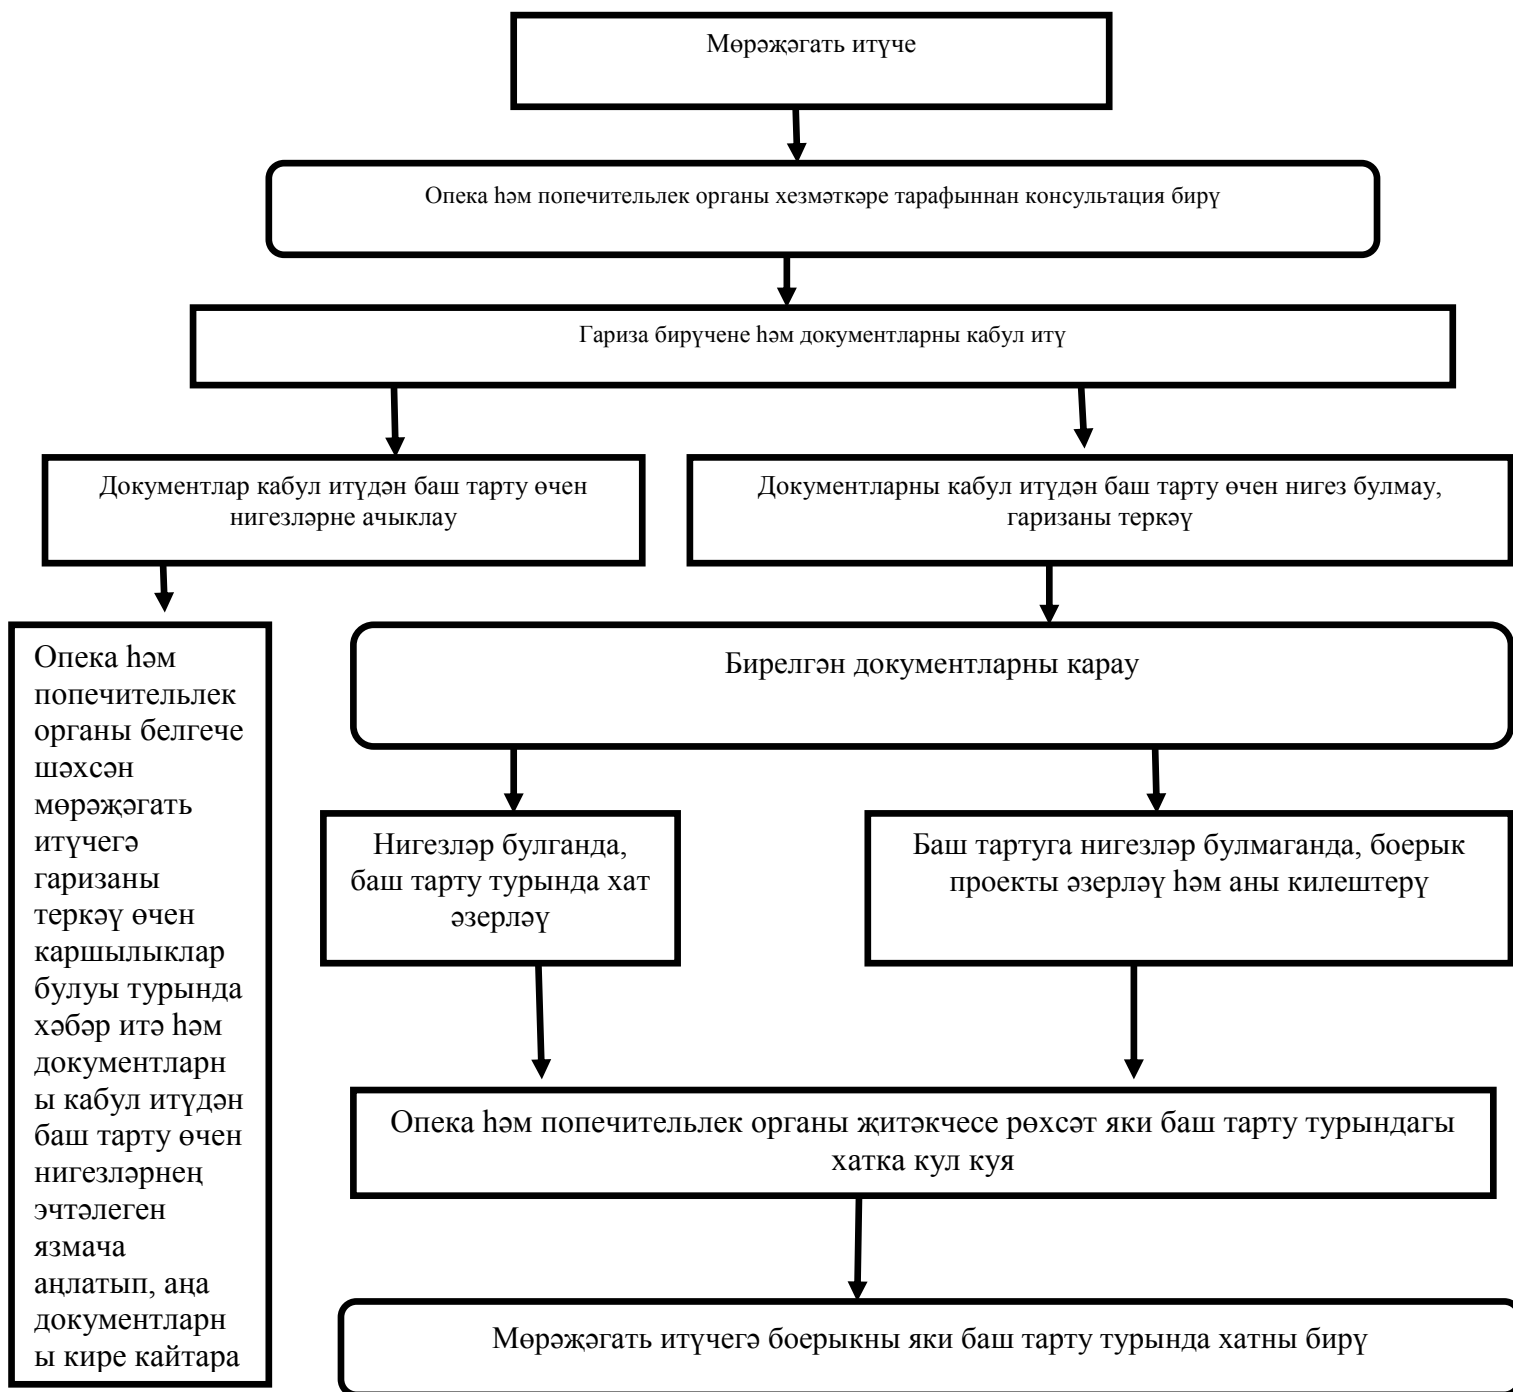 Мөрәҗәгать итүче
Опека һәм попечительлек органы хезмәткәре тарафыннан консультация бирү
Гариза бирүчене һәм документларны кабул итү
Документлар кабул итүдән баш тарту өчен
нигезләрне ачыклау
Документларны кабул итүдән баш тарту өчен нигез булмау,
гаризаны теркәү
Опека һәм
попечительлек
органы белгече
шәхсән
мөрәҗәгать
итүчегә
гаризаны
теркәү өчен
каршылыклар
булуы турында
хәбәр итә һәм
документларн
ы кабул итүдән
баш тарту өчен
нигезләрнең
эчтәлеген
язмача
аңлатып, аңа
документларн
ы кире кайтара
Бирелгән документларны карау
Нигезләр булганда,
баш тарту турында хат
әзерләү
Баш тартуга нигезләр булмаганда, боерык
проекты әзерләү һәм аны килештерү
Опека һәм попечительлек органы җитәкчесе рөхсәт яки баш тарту турындагы
хатка кул куя
Мөрәҗәгать итүчегә боерыкны яки баш тарту турында хатны бирү